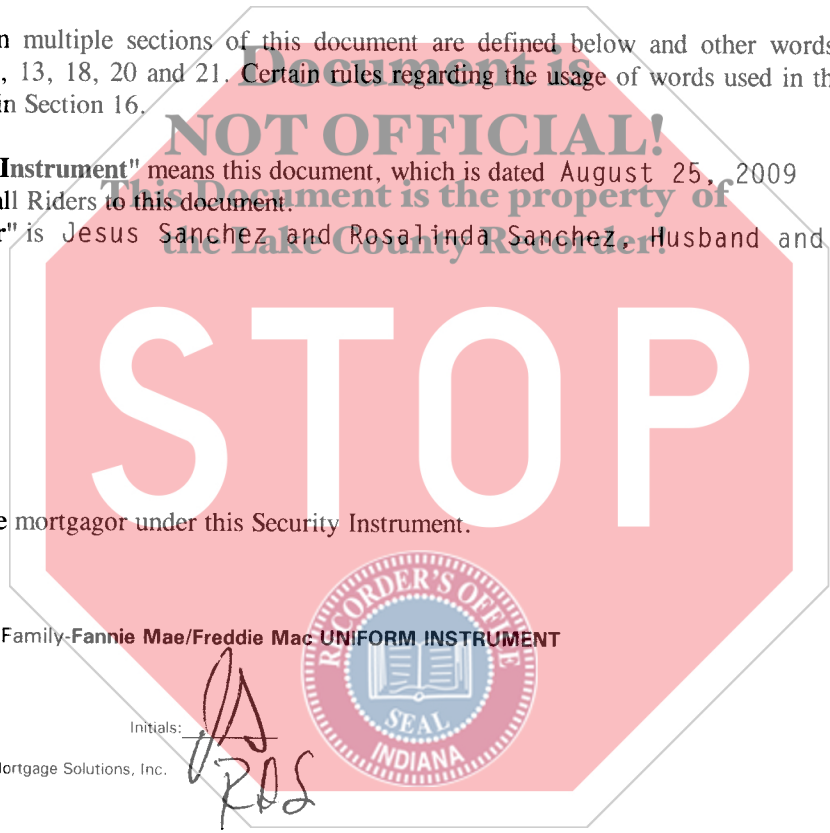 n multiple sections of this document are defined below and other words
, 13, 18, 20 and 21. Certain rules regarding the usage of words used in th
in Section 16.
Document is
NOT OFFICIAL!
This Document is the property of
the Lake County Recorder!
Instrument" means this document, which is dated August 25, 2009
all Riders to this document.
r" is Jesus Sanchez and Rosalinda Sanchez, Husband and
STOP
e mortgagor under this Security Instrument.
RECORDER'S OFFICE
SEAL
INDIANA
Family-Fannie Mae/Freddie Mac UNIFORM INSTRUMENT
Initials: JS
RAS
Mortgage Solutions, Inc.